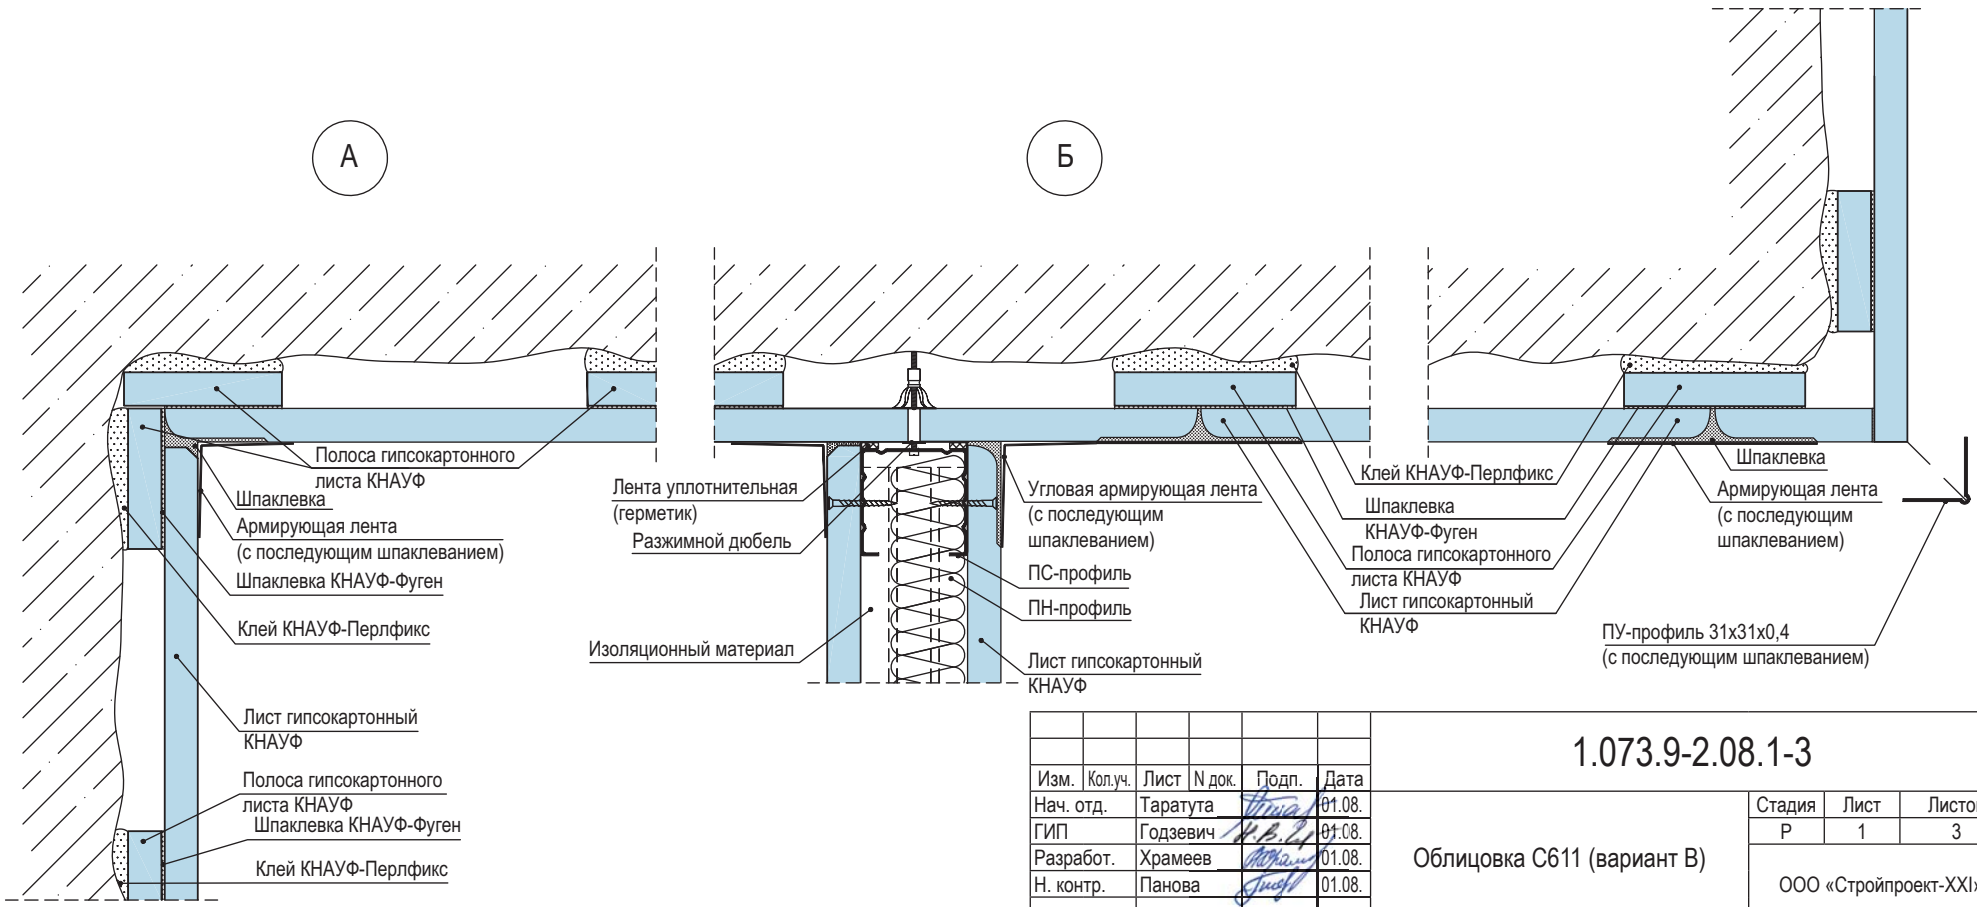 А
Б
Полоса гипсокартонного
листа КНАУФ
Шпаклевка
Армирующая лента
(с последующим шпаклеванием)
Шпаклевка КНАУФ-Фуген
Клей КНАУФ-Перлфикс
Лист гипсокартонный
КНАУФ
Полоса гипсокартонного
листа КНАУФ
Шпаклевка КНАУФ-Фуген
Клей КНАУФ-Перлфикс
Лента уплотнительная
(герметик)
Разжимной дюбель
Изоляционный материал
Угловая армирующая лента
(с последующим
шпаклеванием)
ПС-профиль
ПН-профиль
Лист гипсокартонный
КНАУФ
Клей КНАУФ-Перлфикс
Шпаклевка
КНАУФ-Фуген
Полоса гипсокартонного
листа КНАУФ
Лист гипсокартонный
КНАУФ
Шпаклевка
Армирующая лента
(с последующим
шпаклеванием)
ПУ-профиль 31х31х0,4
(с последующим шпаклеванием)
1.073.9-2.08.1-3
Изм. Кол.уч. Лист N док. Подп. Дата
Нач. отд. Таратута 01.08.
ГИП Годзевич 01.08.
Разработ. Храмеев 01.08.
Н. контр. Панова 01.08.
Облицовка С611 (вариант В)
Стадия Лист Листов
Р 1 3
ООО «Стройпроект-XXI»